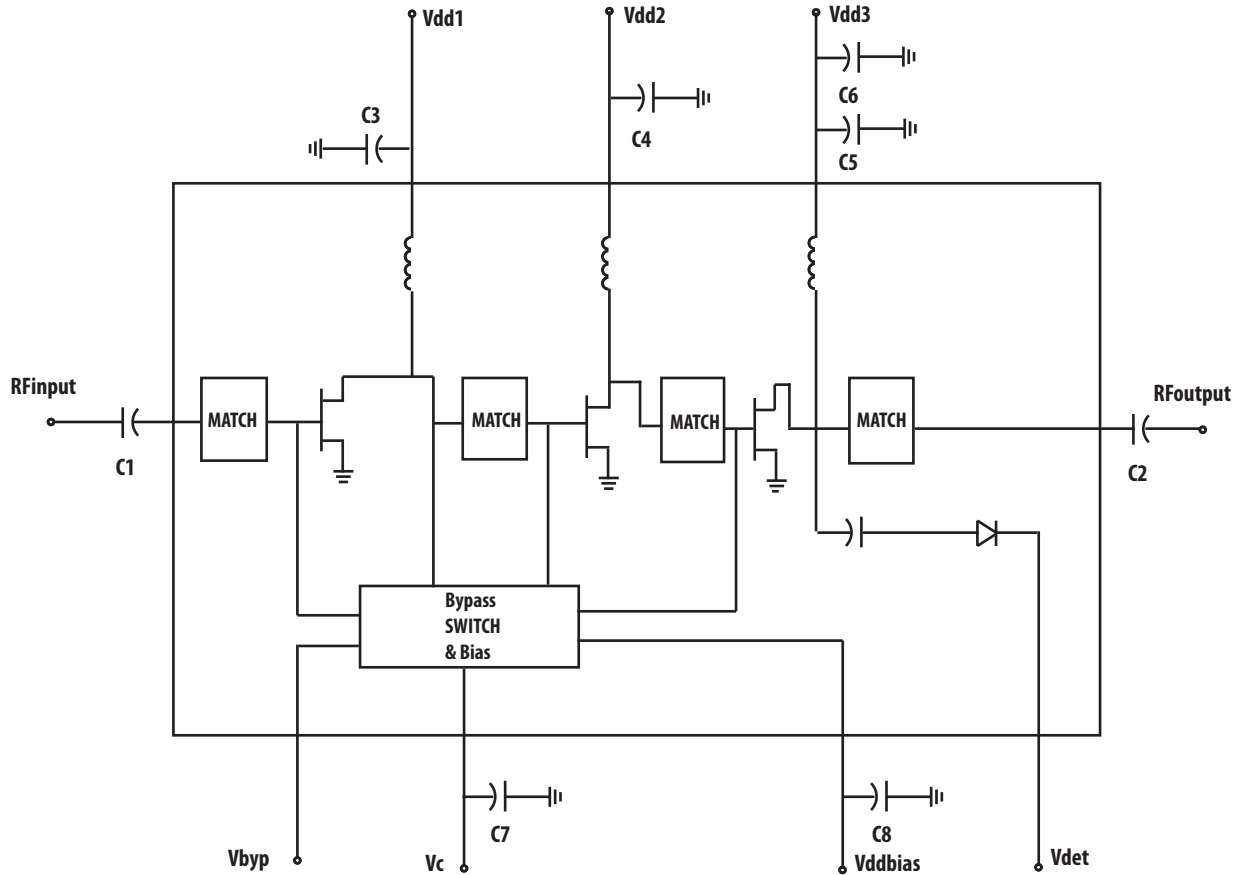 Vdd1
Vdd2
Vdd3
C6
C3
C4
C5
RFinput
RFoutput
MATCH
MATCH
MATCH
MATCH
C1
C2
Bypass
SWITCH
& Bias
C7
C8
Vbyp
Vc
Vddbias
Vdet